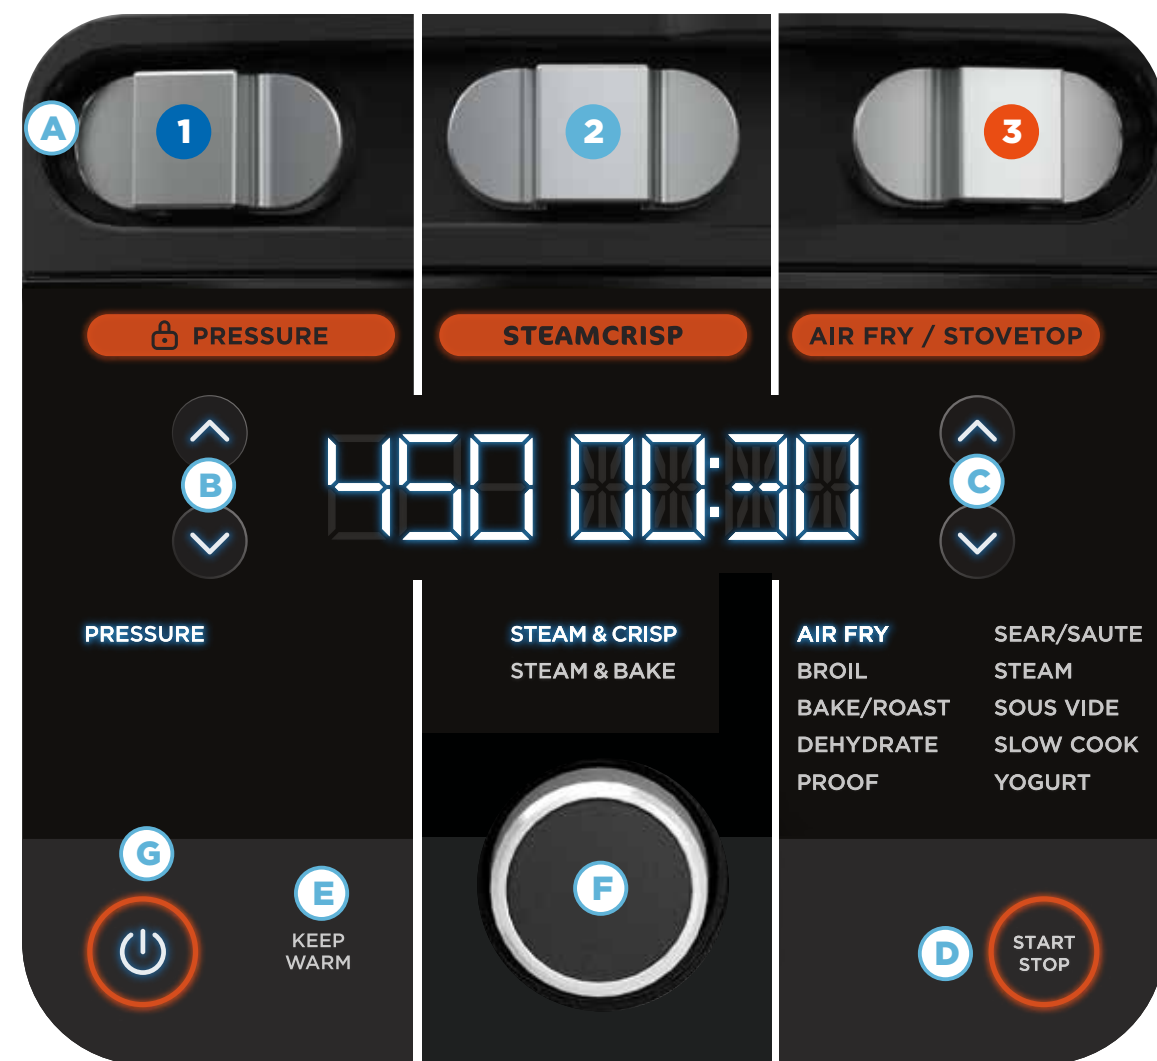 A
1
2
3
PRESSURE
STEAMCRISP
AIR FRY / STOVETOP
B
450 00:30
C
PRESSURE
STEAM & CRISP
STEAM & BAKE
AIR FRY
BROIL
BAKE/ROAST
DEHYDRATE
PROOF
SEAR/SAUTE
STEAM
SOUS VIDE
SLOW COOK
YOGURT
G
E
KEEP
WARM
F
D
START
STOP